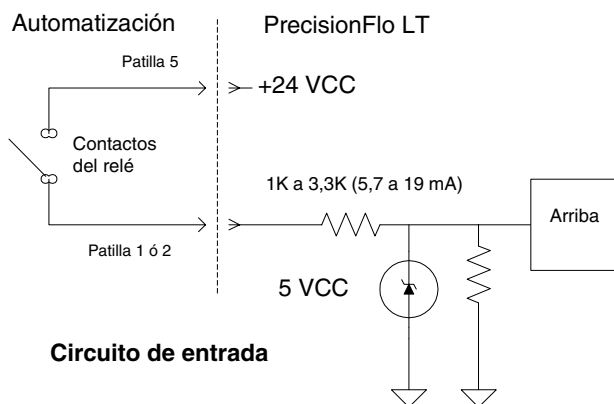 Automatización
PrecisionFlo LT
Patilla 5
+24 VCC
Contactos
del relé
1K a 3,3K (5,7 a 19 mA)
Arriba
Patilla 1 ó 2
5 VCC
Circuito de entrada